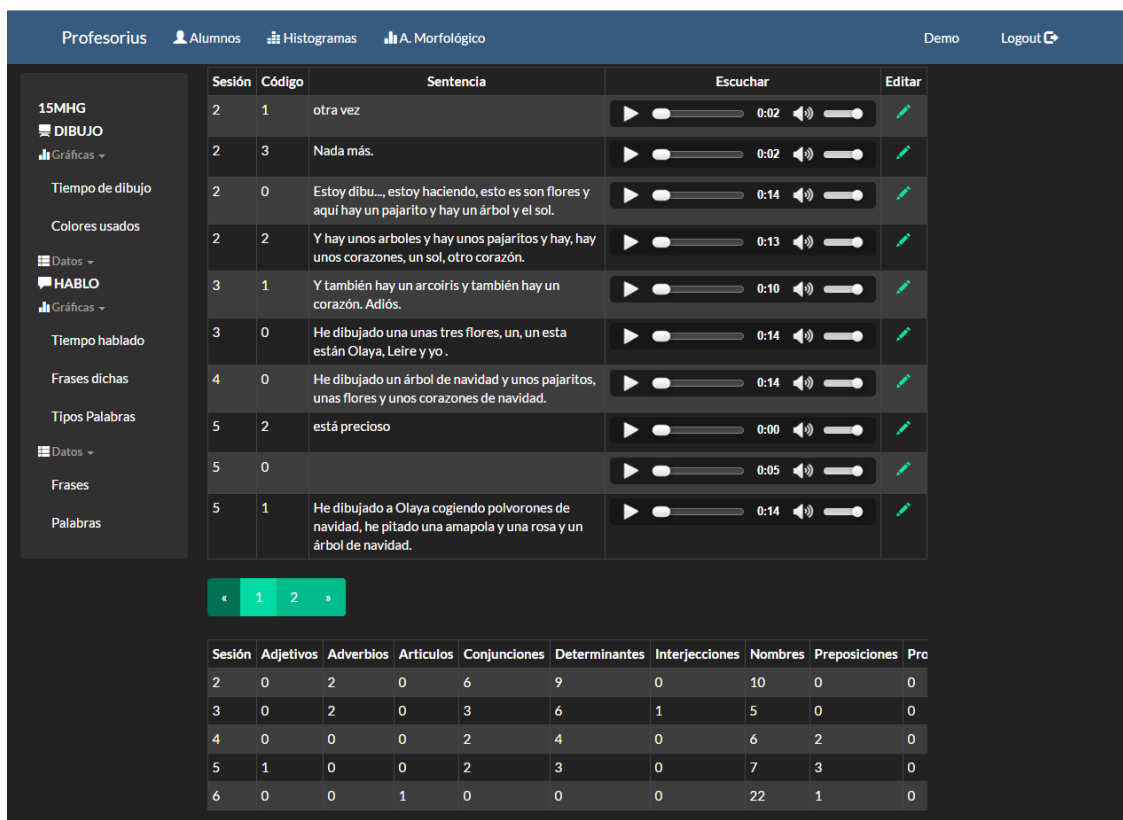 Profesorius Alumnos Histogramas A. Morfológico Demo Logout
15MHG
DIBUJO
Gráficas
Tiempo de dibujo
Colores usados
Datos
HABLO
Gráficas
Tiempo hablado
Frases dichas
Tipos Palabras
Datos
Frases
Palabras
Sesión Código Sentencia Escuchar Editar
2 1 otra vez 0:02
2 3 Nada más. 0:02
2 0 Estoy dibu..., estoy haciendo, esto es son flores y 0:14
aquí hay un pajarito y hay un árbol y el sol.
2 2 Y hay unos arboles y hay unos pajaritos y hay, hay 0:13
unos corazones, un sol, otro corazón.
3 1 Y también hay un arcoiris y también hay un 0:10
corazón. Adiós.
3 0 He dibujado una unas tres flores, un, un esta 0:14
están Olaya, Leire y yo .
4 0 He dibujado un árbol de navidad y unos pajaritos, 0:14
unas flores y unos corazones de navidad.
5 2 está precioso 0:00
5 0 0:05
5 1 He dibujado a Olaya cogiendo polvorones de 0:14
navidad, he pitado una amapola y una rosa y un
árbol de navidad.
« 1 2 »
Sesión Adjetivos Adverbios Articulos Conjunciones Determinantes Interjecciones Nombres Preposiciones Pro
2 0 2 0 6 9 0 10 0 0
3 0 2 0 3 6 1 5 0 0
4 0 0 0 2 4 0 6 2 0
5 1 0 0 2 3 0 7 3 0
6 0 0 1 0 0 0 22 1 0